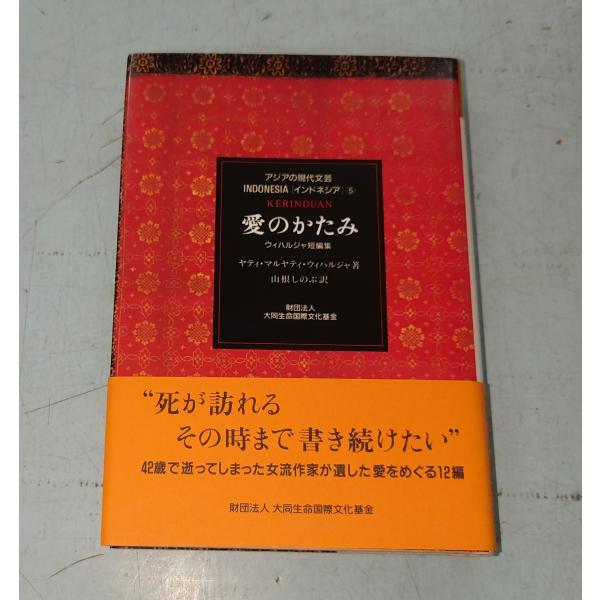 アジアの現代文芸
INDONESIA［インドネシア］⑤
KERINDUAN
愛のかたみ
ウィハルジャ短編集
ヤティ・マルヤティ・ウィハルジャ著
山根しのぶ訳
財団法人
大同生命国際文化基金
“死が訪れる
その時まで書き続けたい”
42歳で逝ってしまった女流作家が遺した愛をめぐる12編
財団法人 大同生命国際文化基金